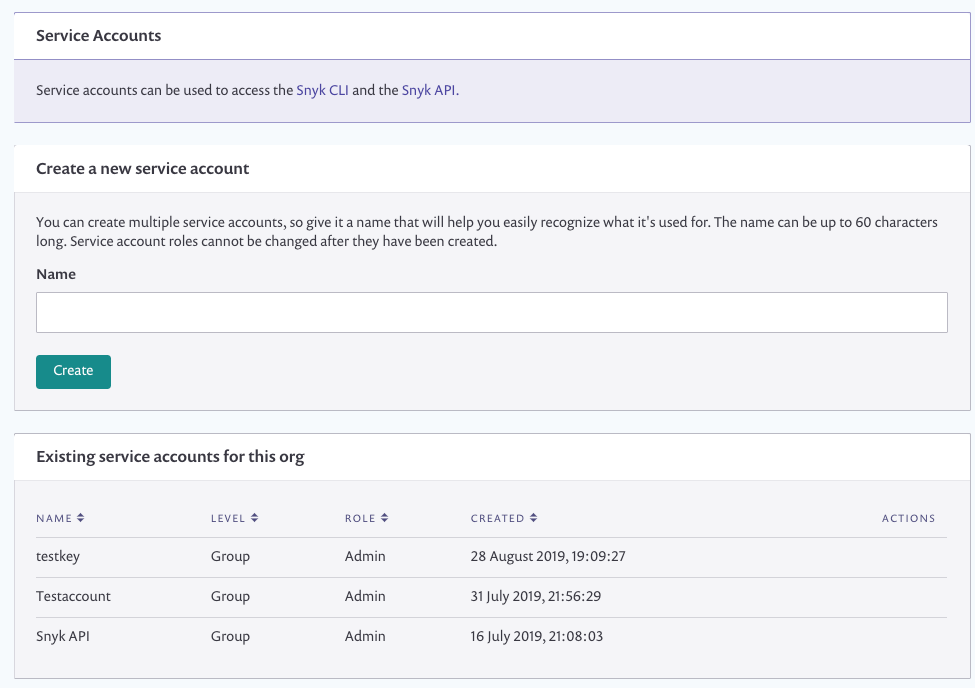 Service Accounts
Service accounts can be used to access the Snyk CLI and the Snyk API.
Create a new service account
You can create multiple service accounts, so give it a name that will help you easily recognize what it's used for. The name can be up to 60 characters
long. Service account roles cannot be changed after they have been created.
Name
Create
Existing service accounts for this org
NAME LEVEL ROLE CREATED ACTIONS
testkey Group Admin 28 August 2019, 19:09:27
Testaccount Group Admin 31 July 2019, 21:56:29
Snyk API Group Admin 16 July 2019, 21:08:03